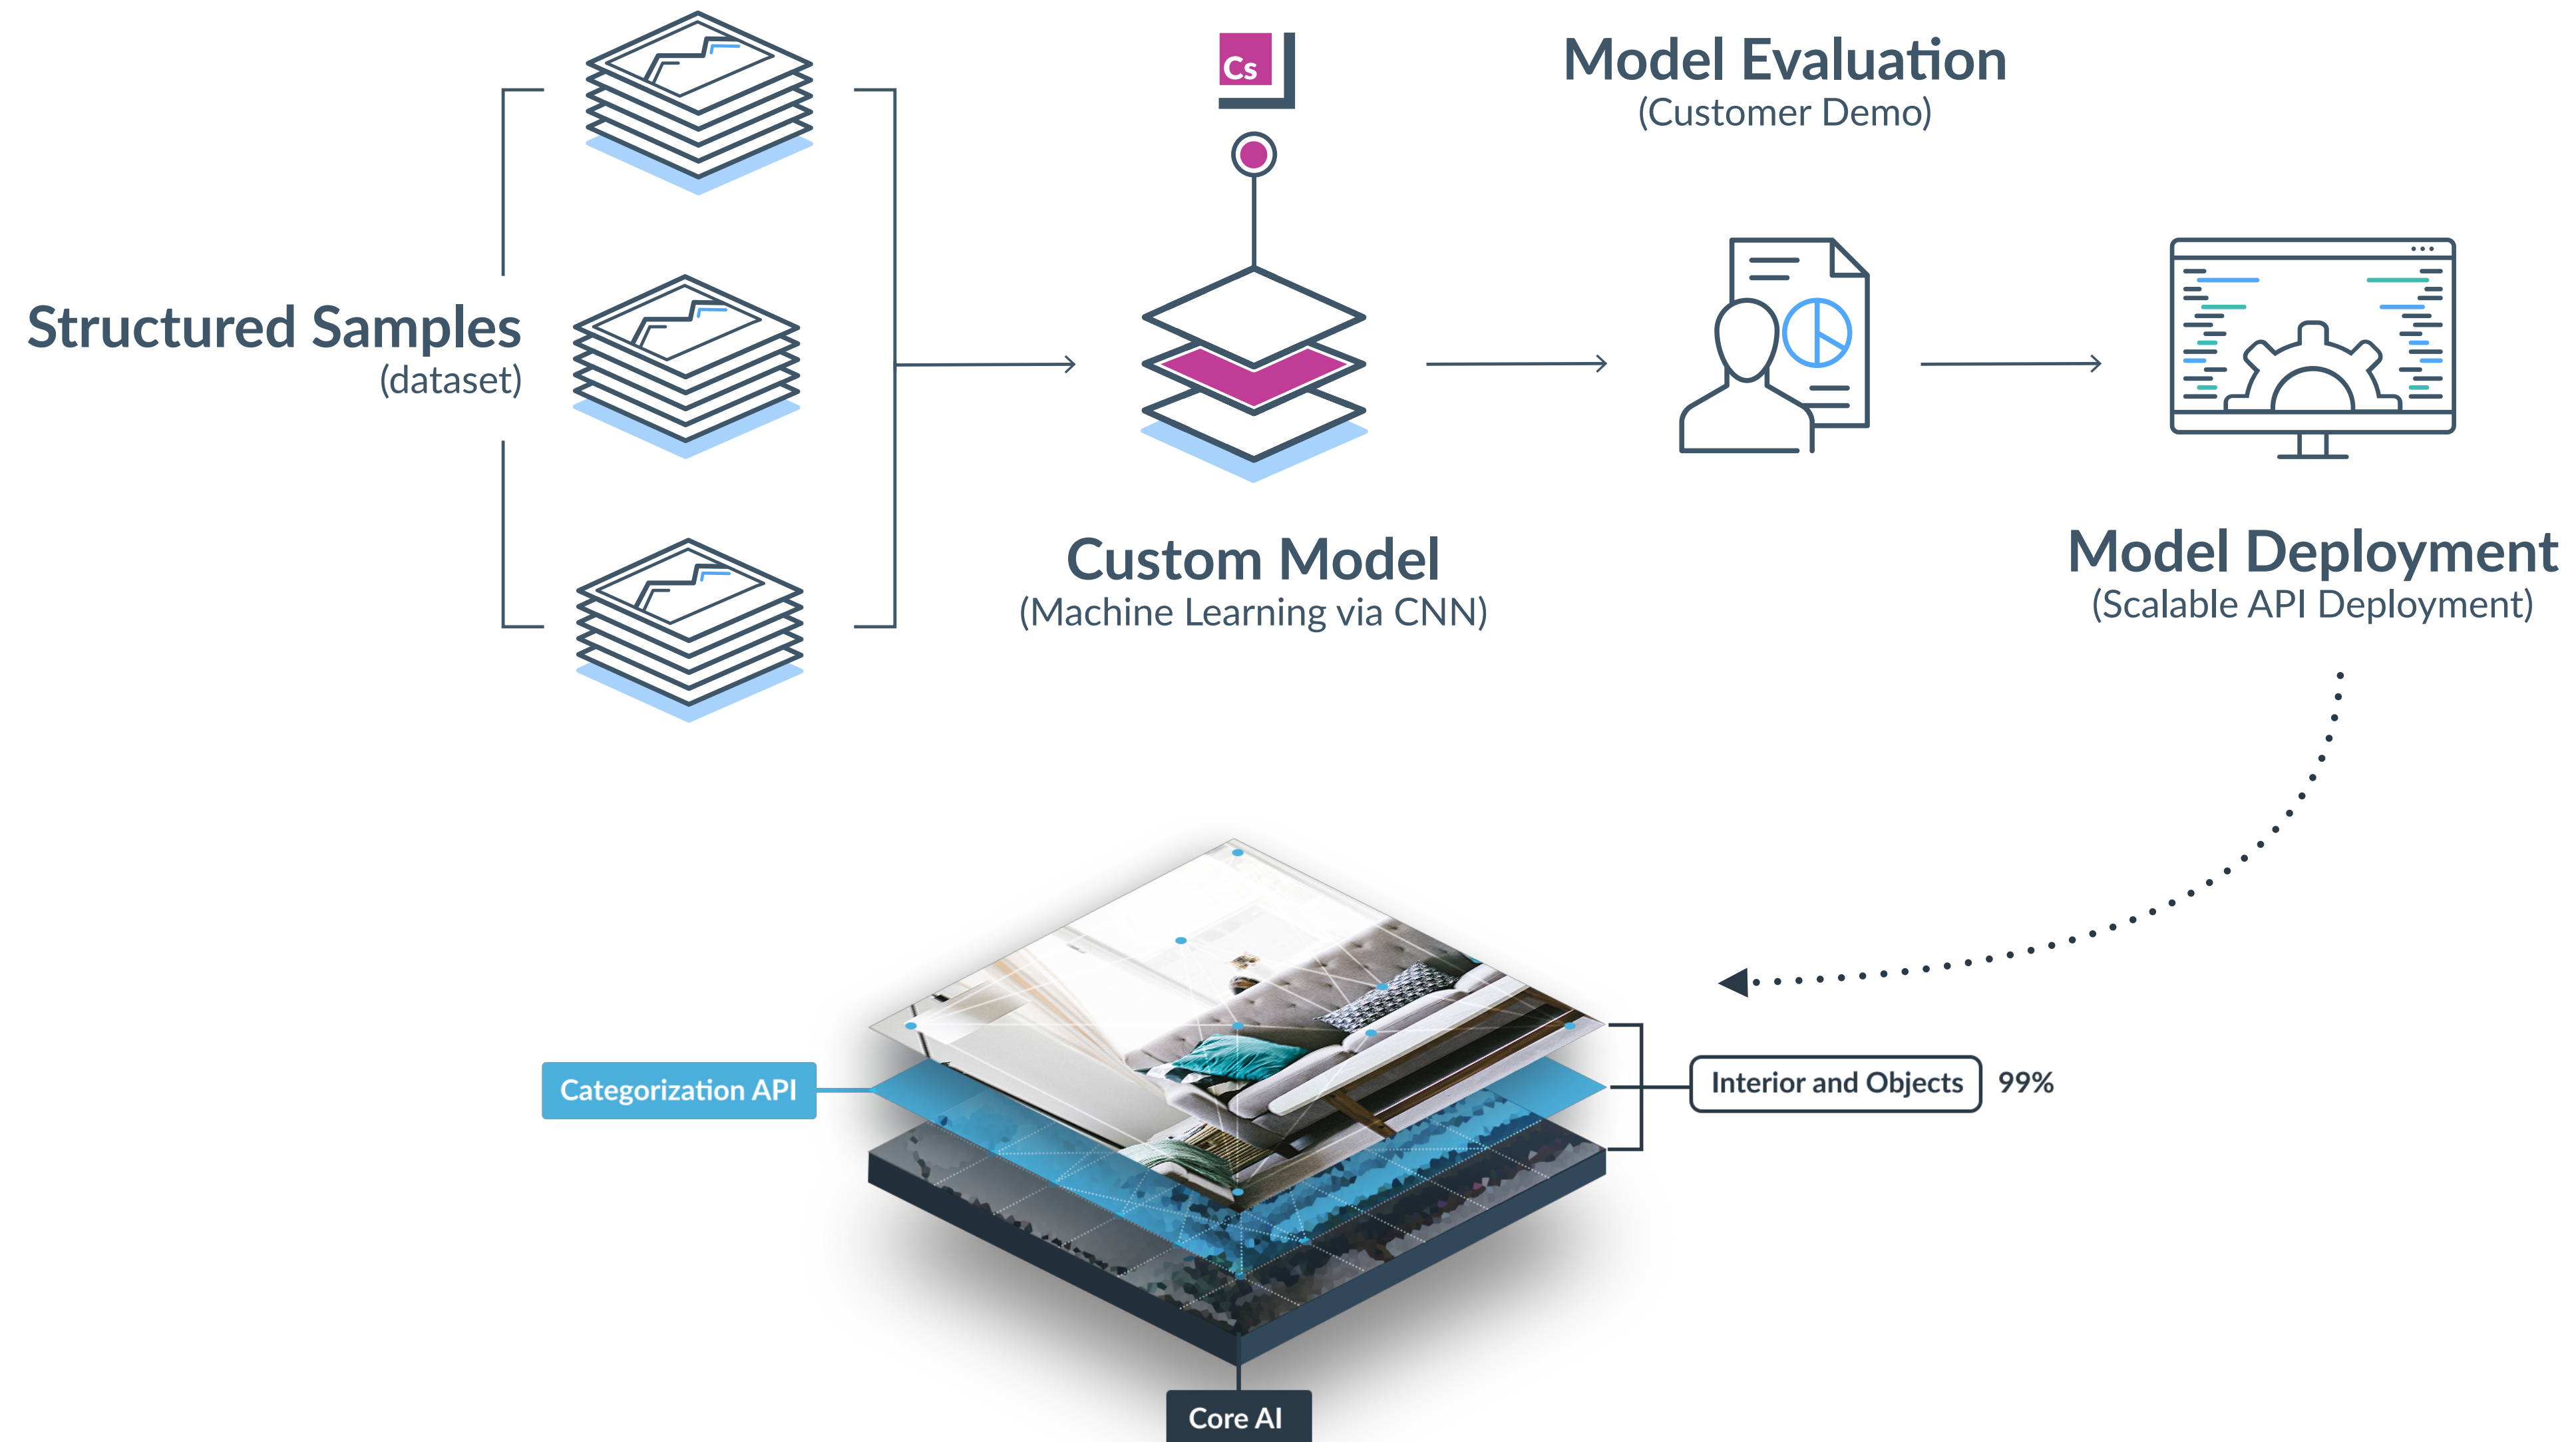 Cs
Model Evaluation
(Customer Demo)
Structured Samples
(dataset)
Custom Model
(Machine Learning via CNN)
Model Deployment
(Scalable API Deployment)
Categorization API
Interior and Objects 99%
Core AI